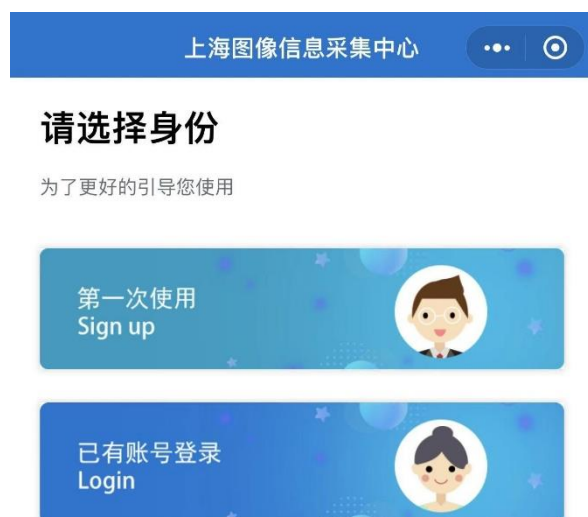 上海图像信息采集中心
请选择身份
为了更好的引导您使用
第一次使用
Sign up
已有账号登录
Login